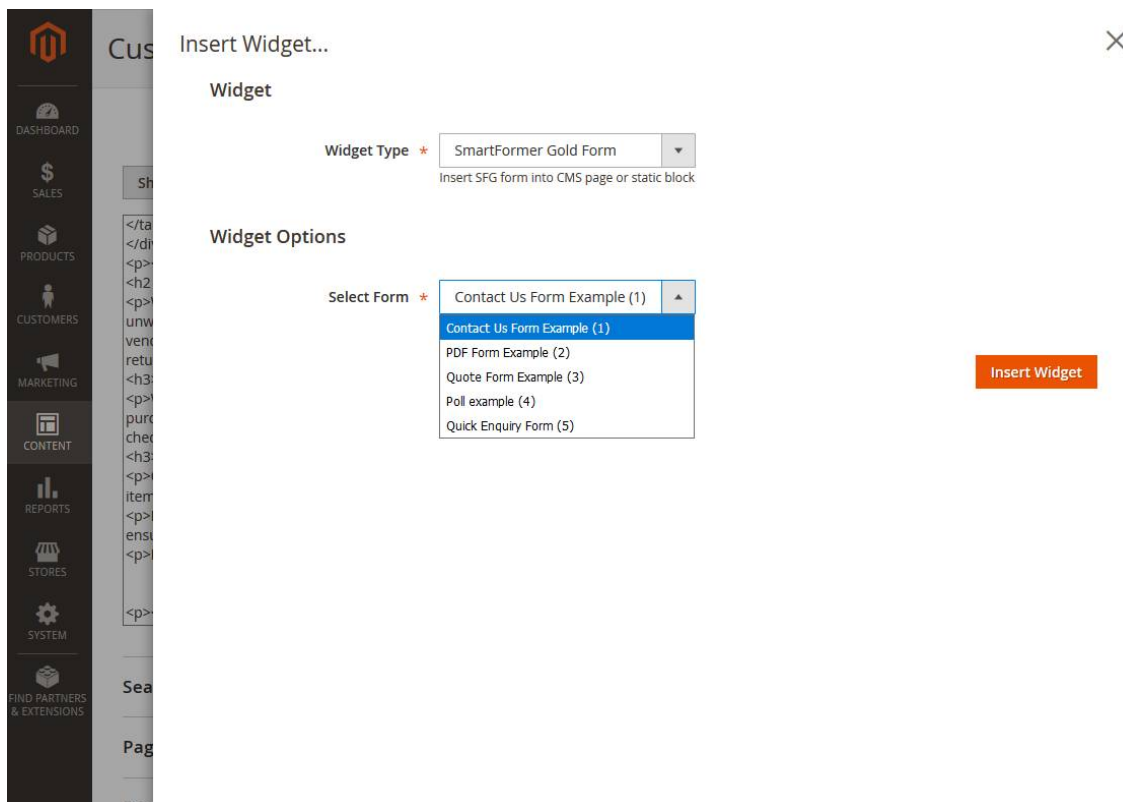 Cus
Insert Widget...
Widget
DASHBOARD
Widget Type * SmartFormer Gold Form
Insert SFG form into CMS page or static block
SALES
Sh
</ta
</di
PRODUCTS
Widget Options
<p>
<h2
CUSTOMERS
Select Form * Contact Us Form Example (1)
Contact Us Form Example (1)
PDF Form Example (2)
Quote Form Example (3)
Poll example (4)
Quick Enquiry Form (5)
Insert Widget
unw
vend
retu
MARKETING
<h3
purc
chec
CONTENT
<h3
item
REPORTS
ensu
STORES
<p>
SYSTEM
FIND PARTNERS
& EXTENSIONS
Sea
Pag